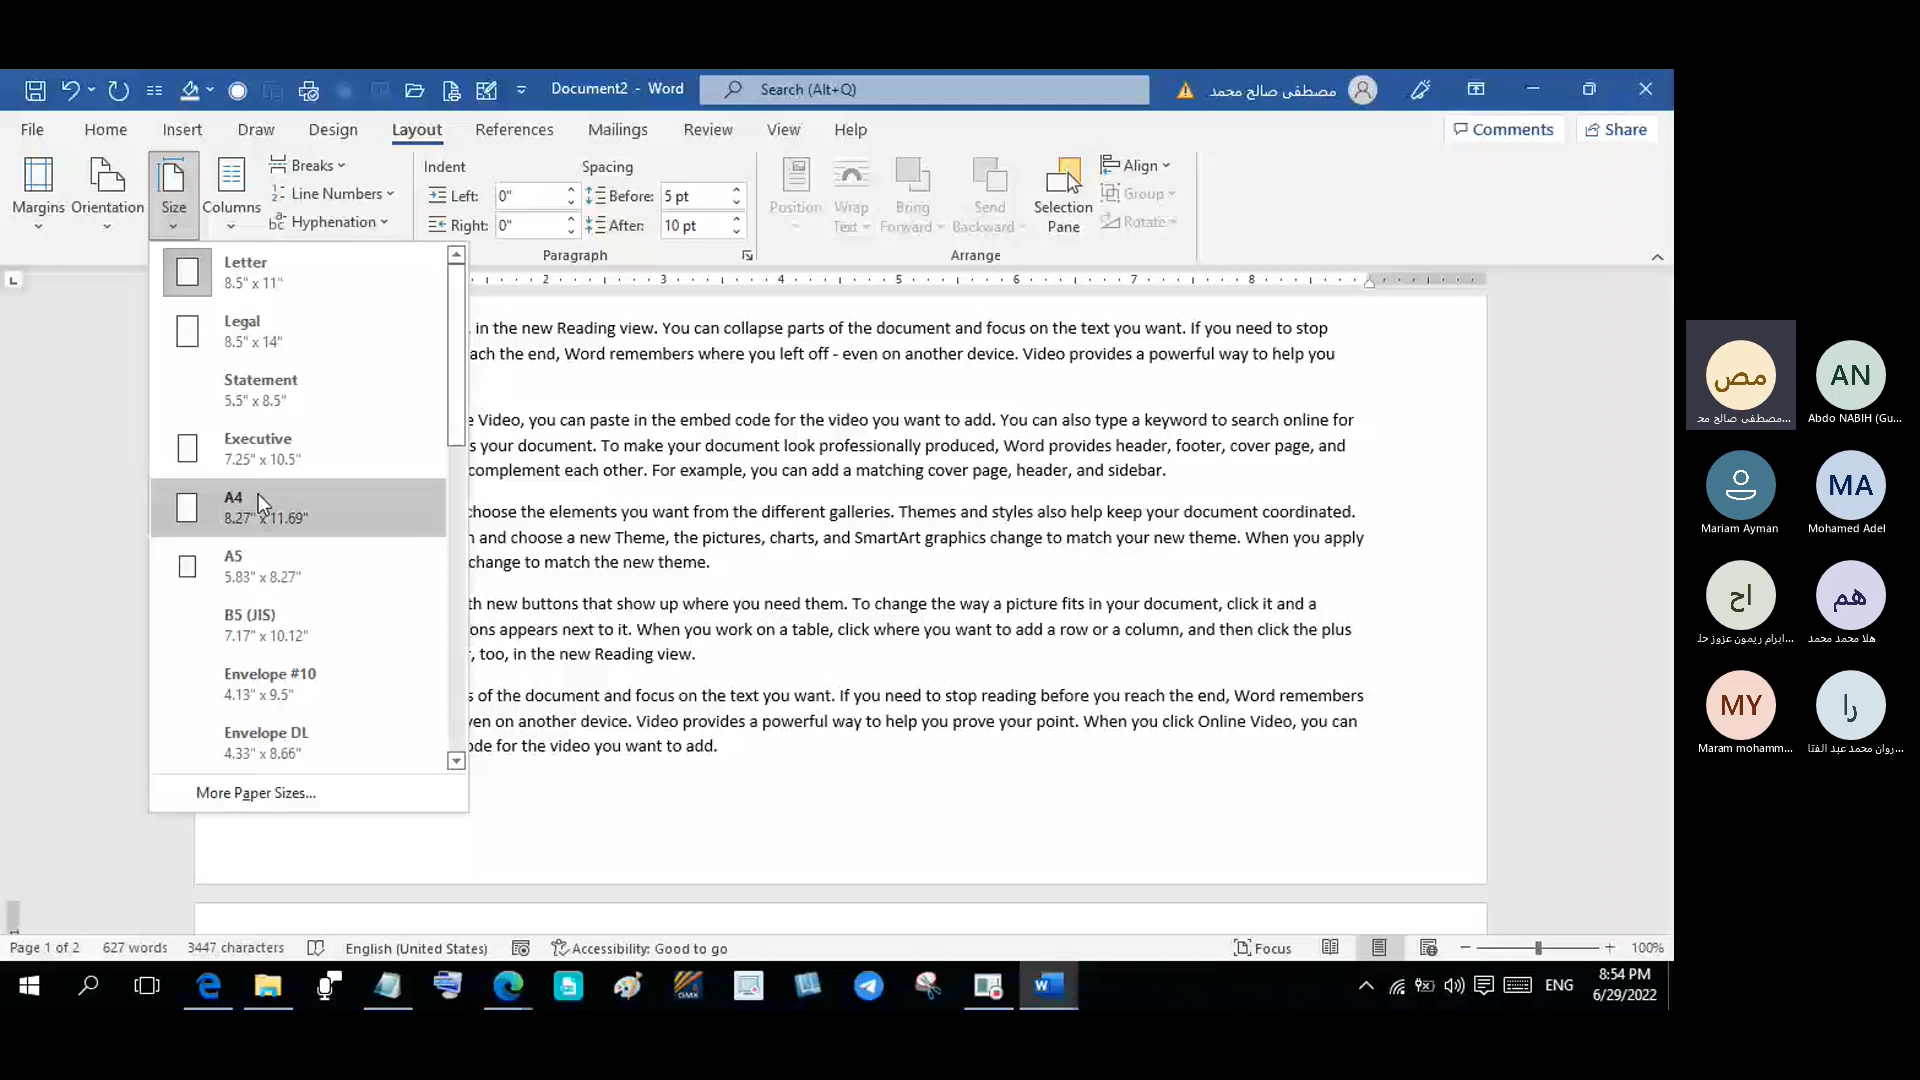 Document2 - Word
Search (Alt+Q)
مصطفى صالح محمد
File Home Insert Draw Design Layout References Mailings Review View Help
Comments Share
Margins Orientation Size Columns
Breaks
Line Numbers
Hyphenation
Indent Spacing
Left: 0" Before: 5 pt
Right: 0" After: 10 pt
Paragraph
Position Wrap Text Bring Forward Send Backward Selection Pane
Align
Group
Rotate
Arrange
Letter
8.5" x 11"
Legal
8.5" x 14"
Statement
5.5" x 8.5"
Executive
7.25" x 10.5"
A4
8.27" x 11.69"
A5
5.83" x 8.27"
B5 (JIS)
7.17" x 10.12"
Envelope #10
4.13" x 9.5"
Envelope DL
4.33" x 8.66"
More Paper Sizes...
2 3 4 5 6 7 8
in the new Reading view. You can collapse parts of the document and focus on the text you want. If you need to stop
ach the end, Word remembers where you left off - even on another device. Video provides a powerful way to help you
e Video, you can paste in the embed code for the video you want to add. You can also type a keyword to search online for
s your document. To make your document look professionally produced, Word provides header, footer, cover page, and
complement each other. For example, you can add a matching cover page, header, and sidebar.
choose the elements you want from the different galleries. Themes and styles also help keep your document coordinated.
n and choose a new Theme, the pictures, charts, and SmartArt graphics change to match your new theme. When you apply
change to match the new theme.
th new buttons that show up where you need them. To change the way a picture fits in your document, click it and a
ons appears next to it. When you work on a table, click where you want to add a row or a column, and then click the plus
, too, in the new Reading view.
s of the document and focus on the text you want. If you need to stop reading before you reach the end, Word remembers
ven on another device. Video provides a powerful way to help you prove your point. When you click Online Video, you can
ode for the video you want to add.
Page 1 of 2 627 words 3447 characters English (United States) Accessibility: Good to go Focus 100%
ENG
8:54 PM
6/29/2022
مص AN
مصطفى صالح مح... Abdo NABIH (Gu...
MA
Mariam Ayman Mohamed Adel
اح هم
ابرام ريمون عزوز حل... هلا محمد محمد
MY را
Maram mohamm... روان محمد عبد الفتا...